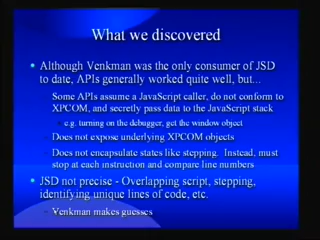 What we discovered
• Although Venkman was the only consumer of JSD
to date, APIs generally worked quite well, but...
Some APIs assume a JavaScript caller, do not conform to
XPCOM, and secretly pass data to the JavaScript stack
e.g. turning on the debugger, get the window object
Does not expose underlying XPCOM objects
Does not encapsulate states like stepping. Instead, must
stop at each instruction and compare line numbers
• JSD not precise - Overlapping script, stepping,
identifying unique lines of code, etc.
Venkman makes guesses